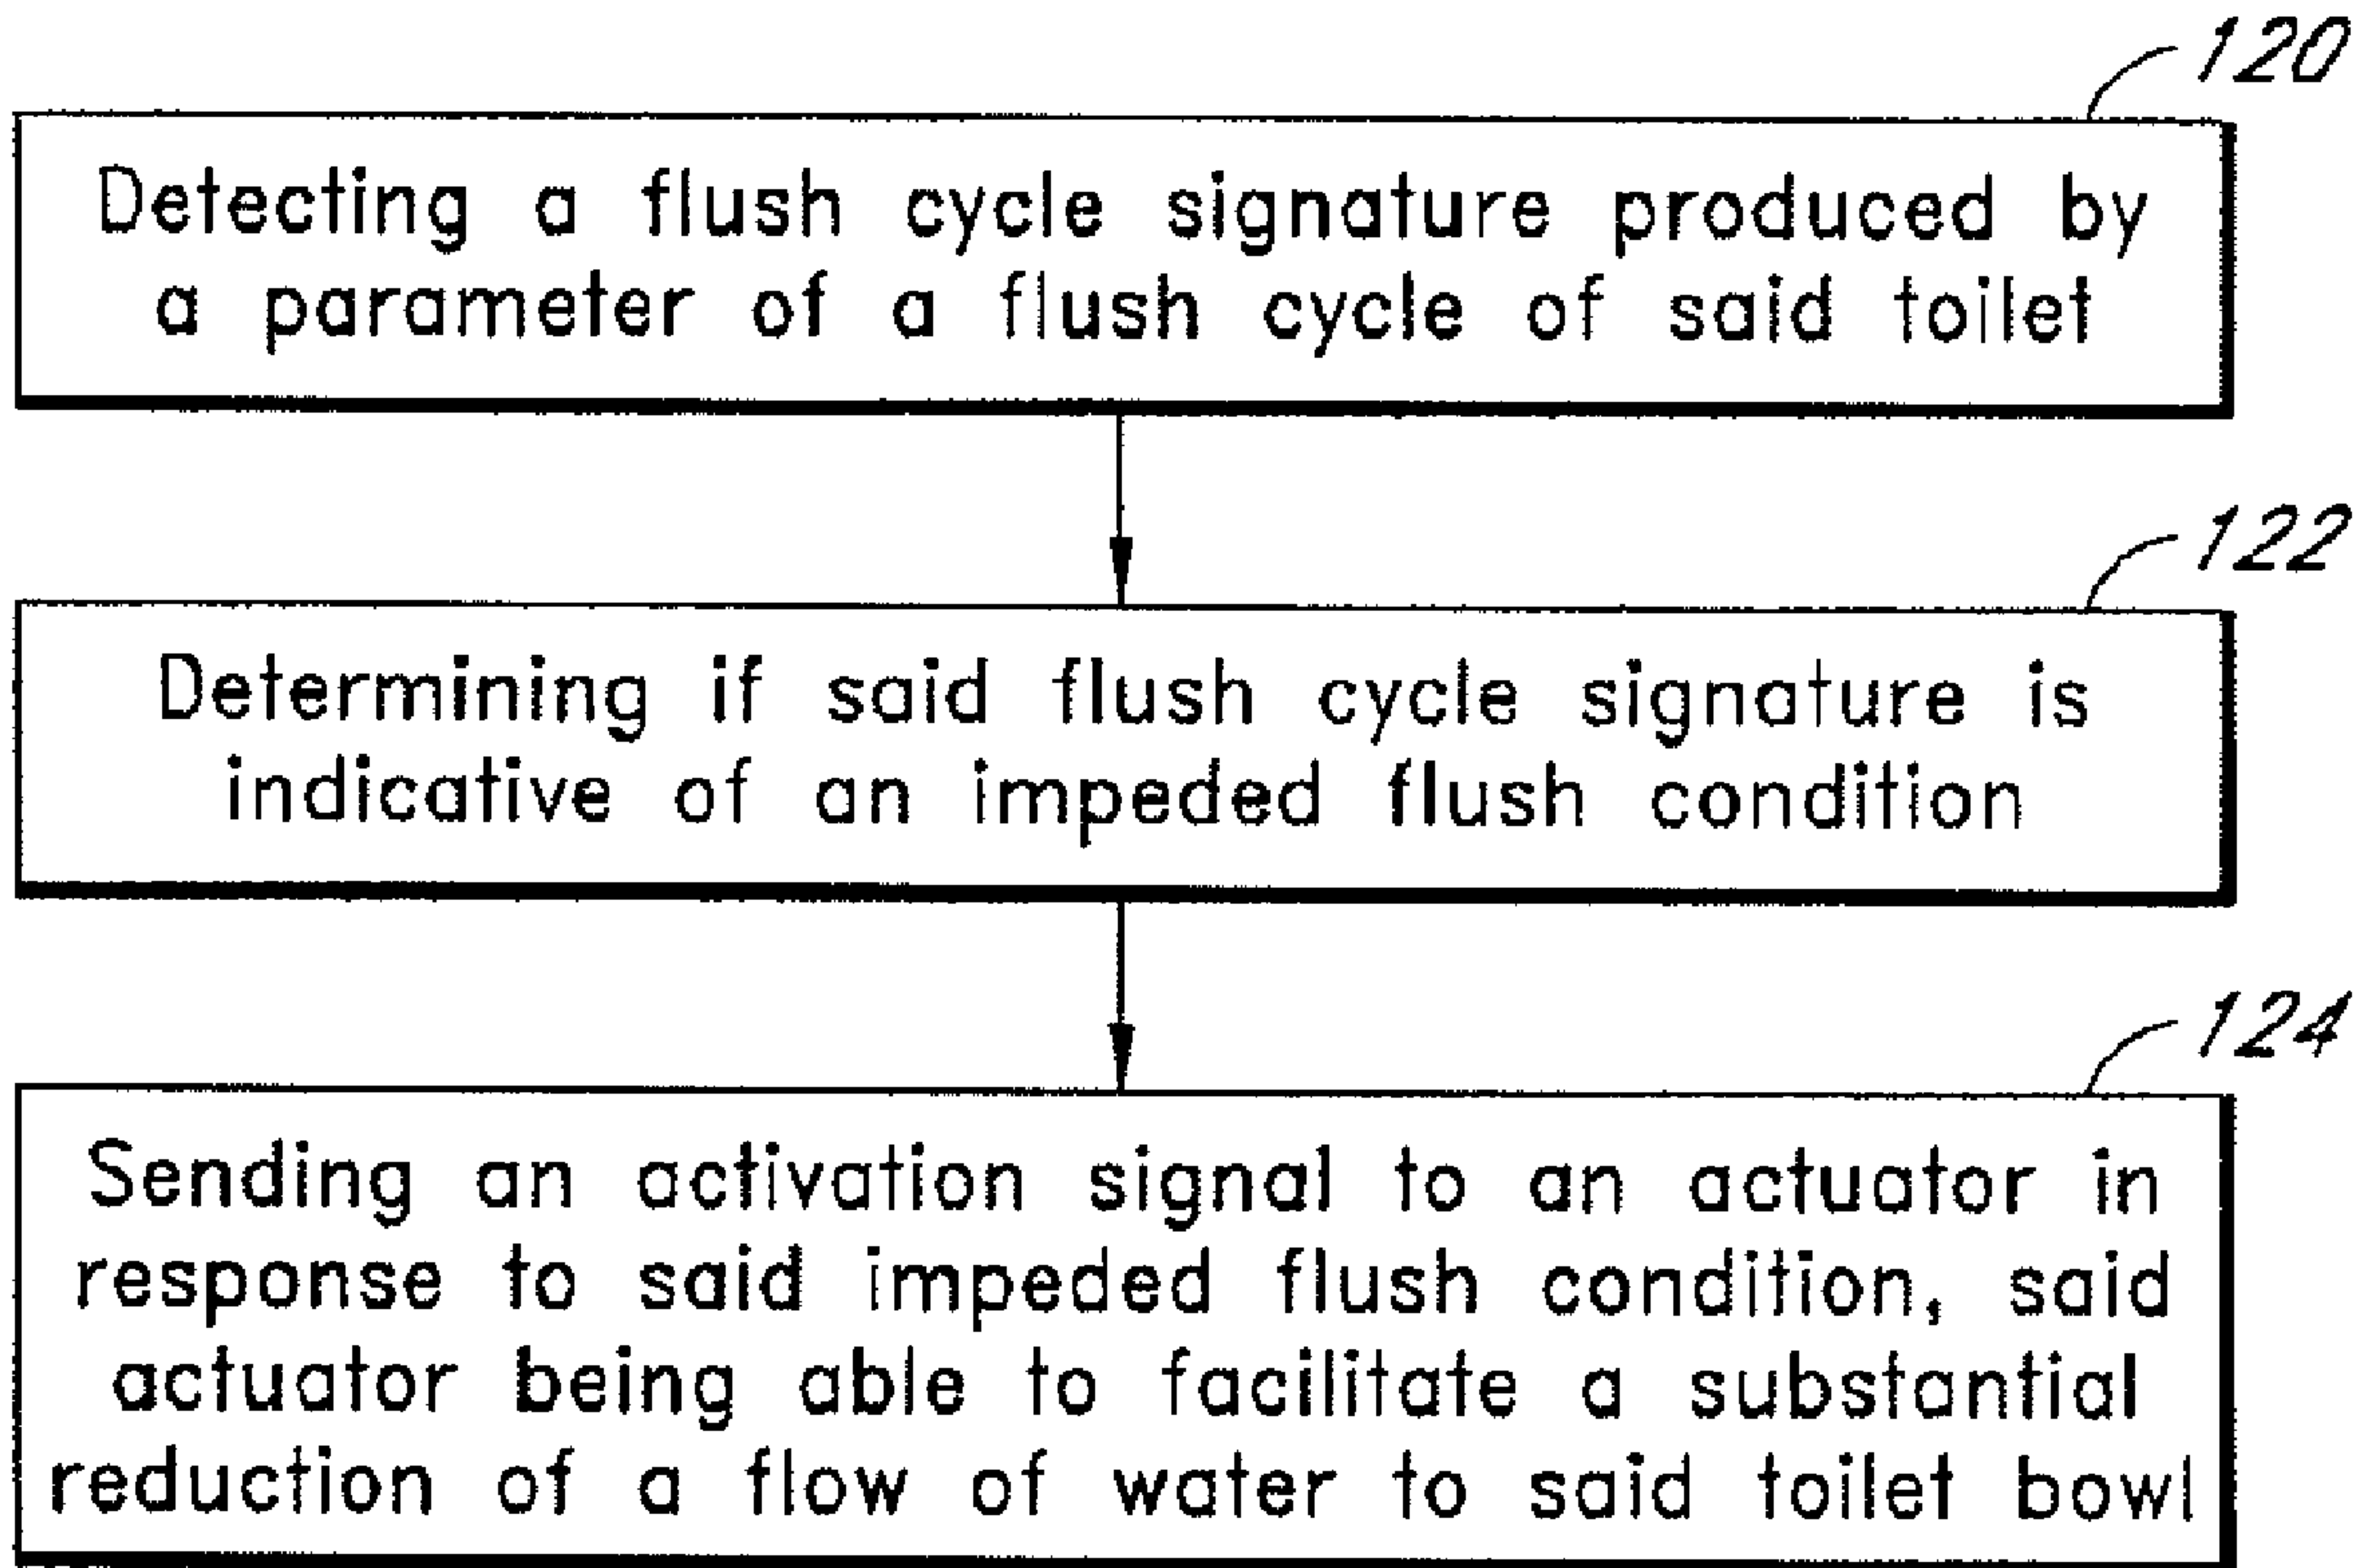 120
Detecting a flush cycle signature produced by
a parameter of a flush cycle of said toilet
122
Determining if said flush cycle signature is
indicative of an impeded flush condition
124
Sending an activation signal to an actuator in
response to said impeded flush condition, said
actuator being able to facilitate a substantial
reduction of a flow of water to said toilet bowl